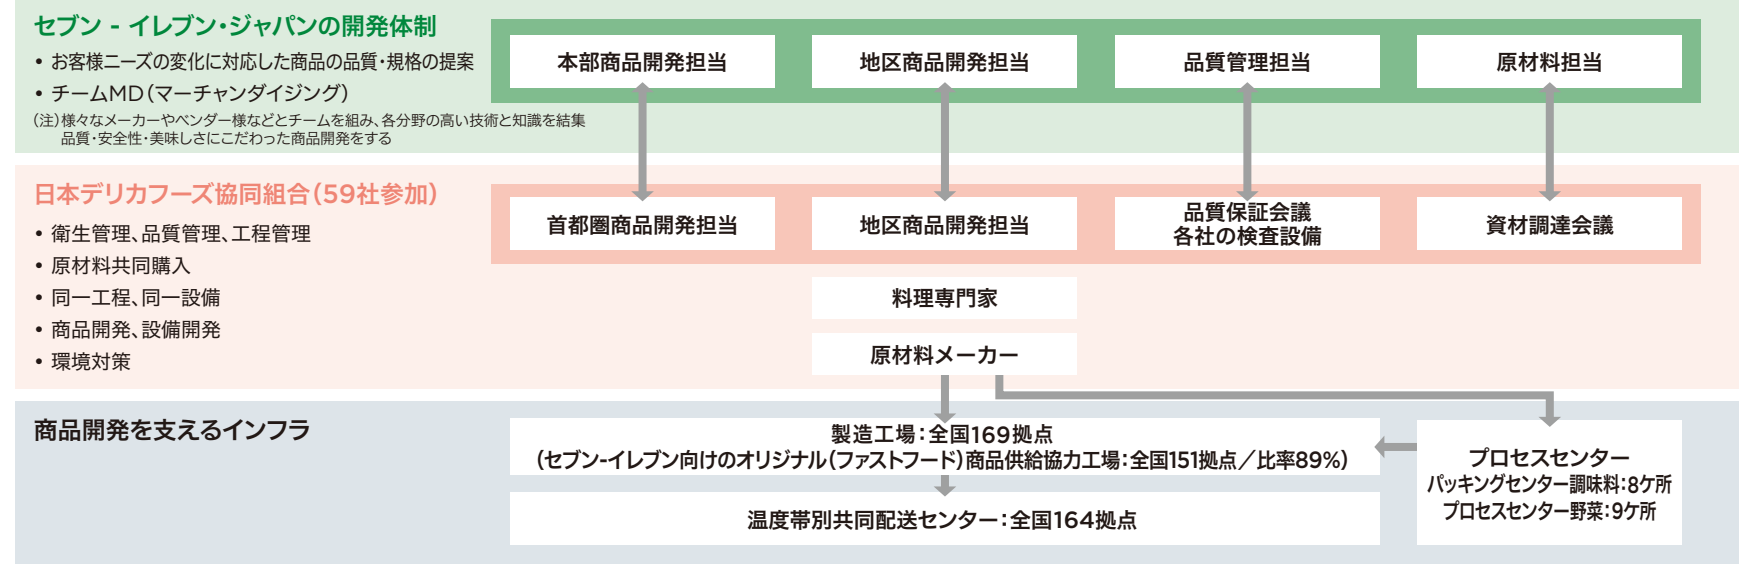 セブン‐イレブン・ジャパンの開発体制
• お客様ニーズの変化に対応した商品の品質・規格の提案
• チームMD（マーチャンダイジング）
（注）様々なメーカーやベンダー様などとチームを組み、各分野の高い技術と知識を結集
品質・安全性・美味しさにこだわった商品開発をする
本部商品開発担当
地区商品開発担当
品質管理担当
原材料担当
日本デリカフーズ協同組合（59社参加）
• 衛生管理、品質管理、工程管理
• 原材料共同購入
• 同一工程、同一設備
• 商品開発、設備開発
• 環境対策
首都圏商品開発担当
地区商品開発担当
品質保証会議
各社の検査設備
資材調達会議
料理専門家
原材料メーカー
商品開発を支えるインフラ
製造工場：全国169拠点
（セブン-イレブン向けのオリジナル（ファストフード）商品供給協力工場：全国151拠点／比率89%）
温度帯別共同配送センター：全国164拠点
プロセスセンター
パッキングセンター調味料：8ケ所
プロセスセンター野菜：9ケ所